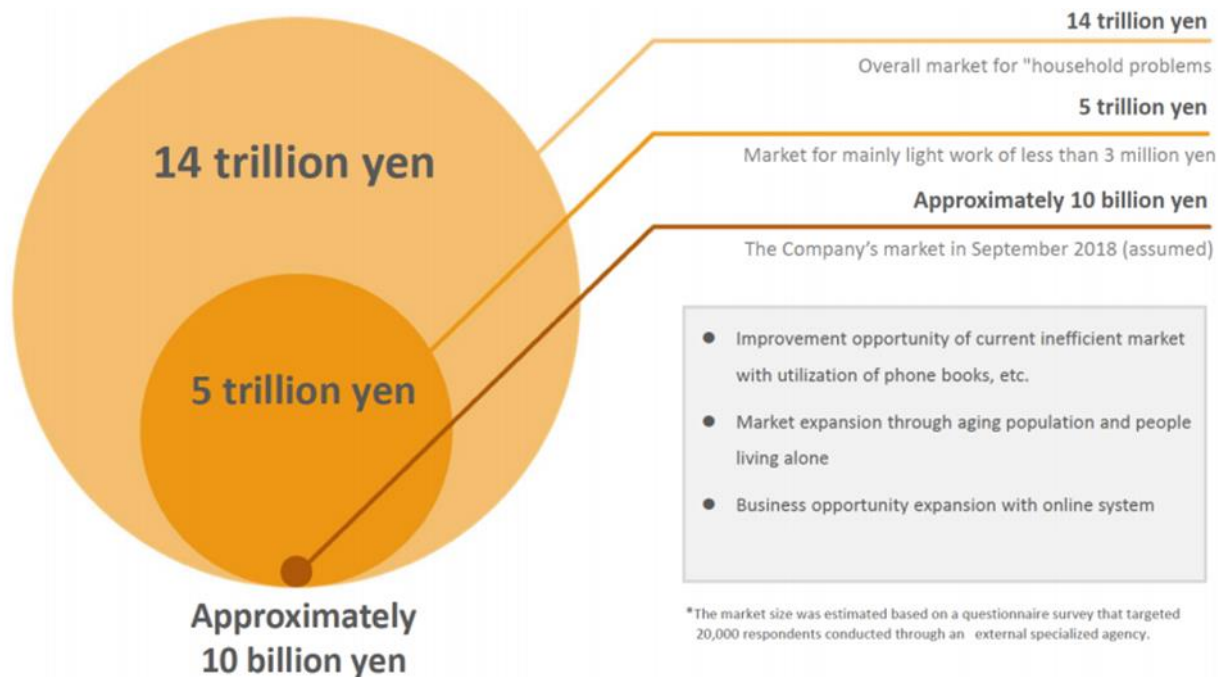 14 trillion yen
5 trillion yen
Approximately
10 billion yen
14 trillion yen
Overall market for "household problems
5 trillion yen
Market for mainly light work of less than 3 million yen
Approximately 10 billion yen
The Company’s market in September 2018 (assumed)
● Improvement opportunity of current inefficient market
with utilization of phone books, etc.
● Market expansion through aging population and people
living alone
● Business opportunity expansion with online system
*The market size was estimated based on a questionnaire survey that targeted
20,000 respondents conducted through an external specialized agency.